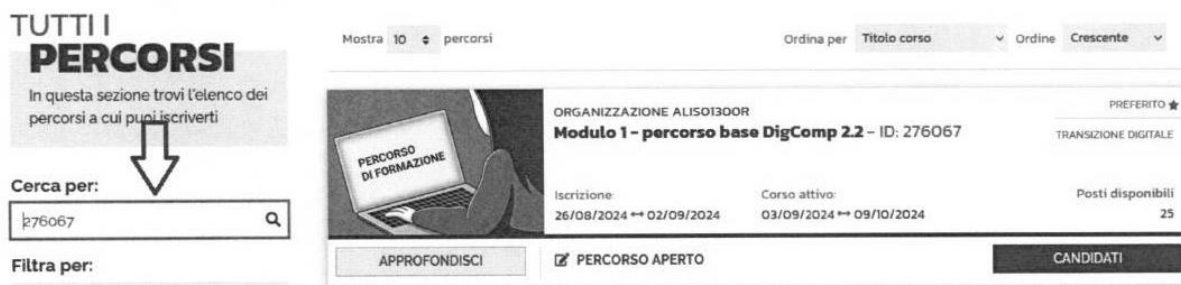 TUTTI I
PERCORSI
In questa sezione trovi l'elenco dei
percorsi a cui puoi iscriverti
Cerca per:
276067
Filtra per:
Mostra 10 percorsi
Ordina per Titolo corso Ordine Crescente
PERCORSO
DI FORMAZIONE
ORGANIZZAZIONE ALIS01300R
Modulo 1 - percorso base DigComp 2.2 - ID: 276067
PREFERITO
TRANSIZIONE DIGITALE
Iscrizione:
26/08/2024 ↔ 02/09/2024
Corso attivo:
03/09/2024 ↔ 09/10/2024
Posti disponibili
25
APPROFONDISCI
PERCORSO APERTO
CANDIDATI